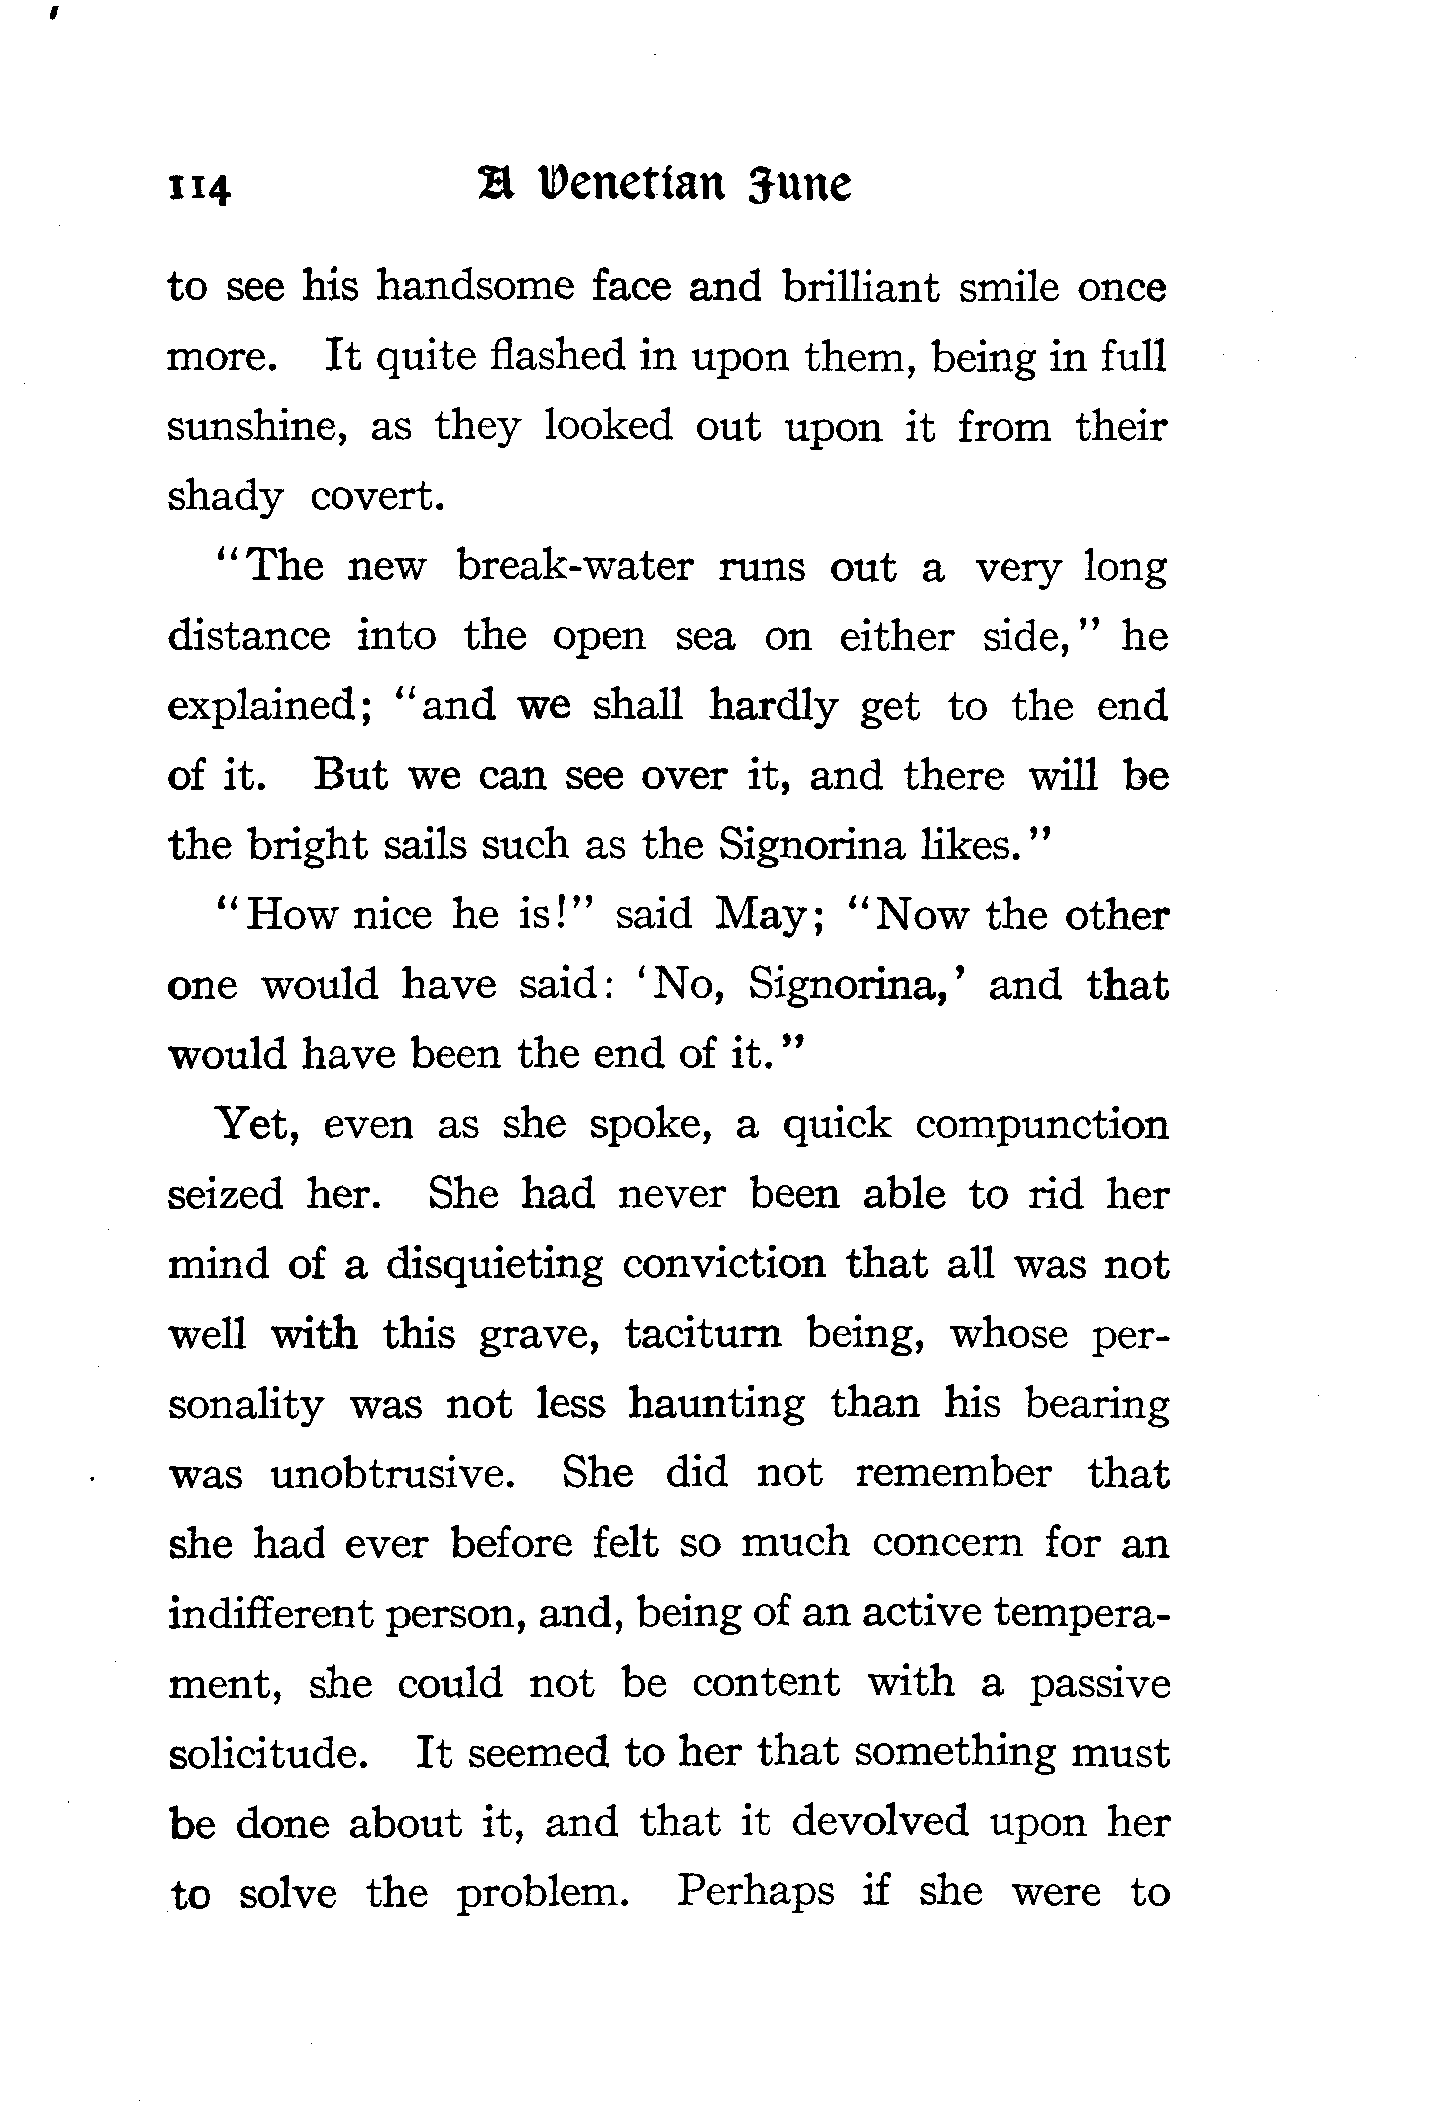 114 A Venetian June
to see his handsome face and brilliant smile once
more. It quite flashed in upon them, being in full
sunshine, as they looked out upon it from their
shady covert.
"The new break-water runs out a very long
distance into the open sea on either side," he
explained; "and we shall hardly get to the end
of it. But we can see over it, and there will be
the bright sails such as the Signorina likes."
"How nice he is!" said May; "Now the other
one would have said: 'No, Signorina,' and that
would have been the end of it."
Yet, even as she spoke, a quick compunction
seized her. She had never been able to rid her
mind of a disquieting conviction that all was not
well with this grave, taciturn being, whose per-
sonality was not less haunting than his bearing
was unobtrusive. She did not remember that
she had ever before felt so much concern for an
indifferent person, and, being of an active tempera-
ment, she could not be content with a passive
solicitude. It seemed to her that something must
be done about it, and that it devolved upon her
to solve the problem. Perhaps if she were to